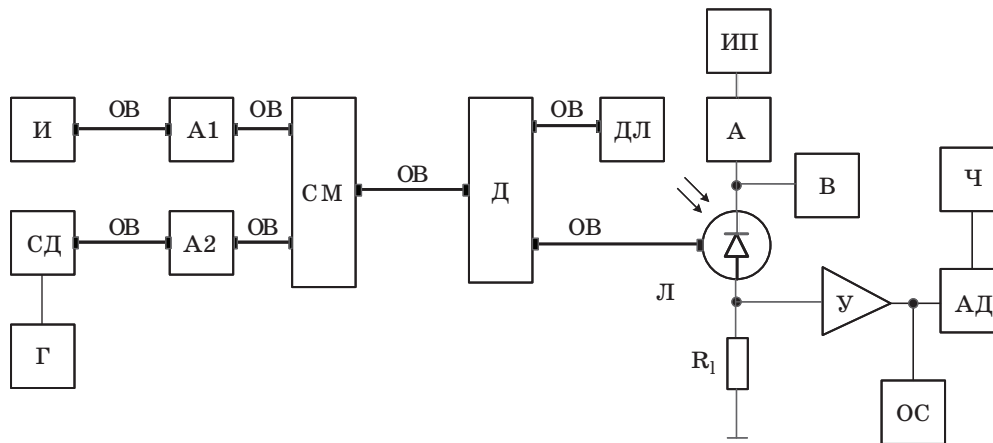 ИП
И
ОВ
А1
ОВ
СМ
ОВ
Д
ОВ
ДЛ
А
В
Ч
СД
ОВ
А2
ОВ
ОВ
Л
У
АД
Г
R₁
ОС